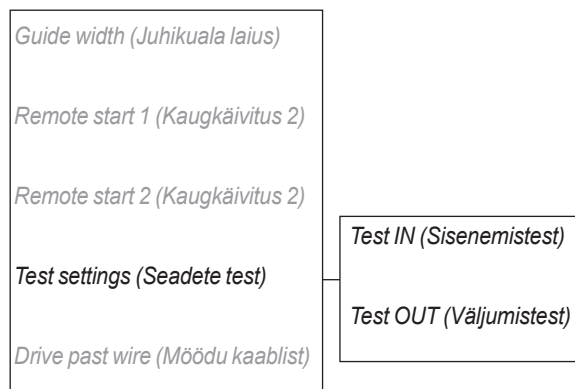 Guide width (Juhikuala laius)
Remote start 1 (Kaugkäivitus 2)
Remote start 2 (Kaugkäivitus 2)
Test settings (Seadete test)
Drive past wire (Möödu kaablist)
Test IN (Sisenemistest)
Test OUT (Väljumistest)